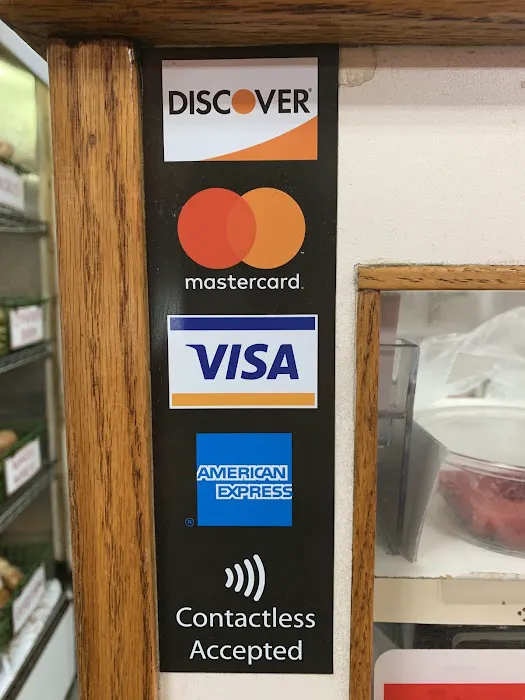 DISCOVER®
mastercard.
VISA
AMERICAN
EXPRESS
®
Contactless
Accepted